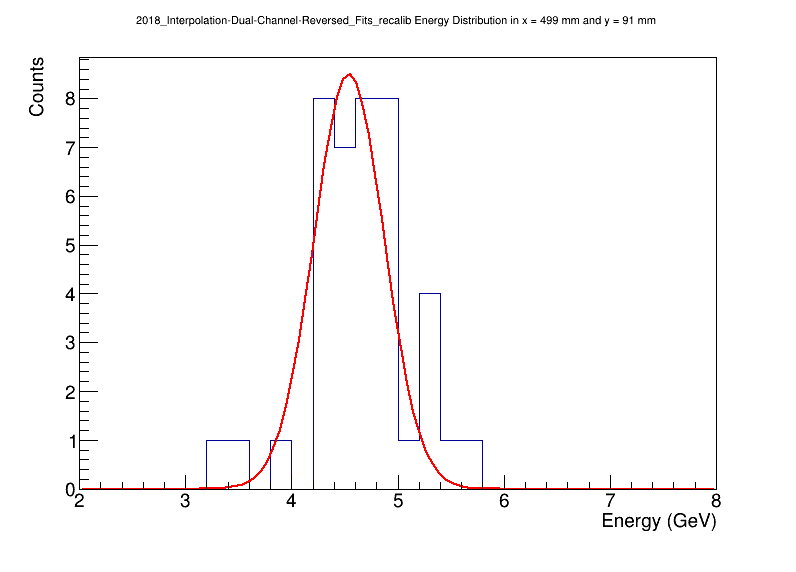 2018_Interpolation-Dual-Channel-Reversed_Fits_recalib Energy Distribution in x = 499 mm and y = 91 mm
Counts
8
7
6
5
4
3
2
1
0
2 3 4 5 6 7 8
Energy (GeV)